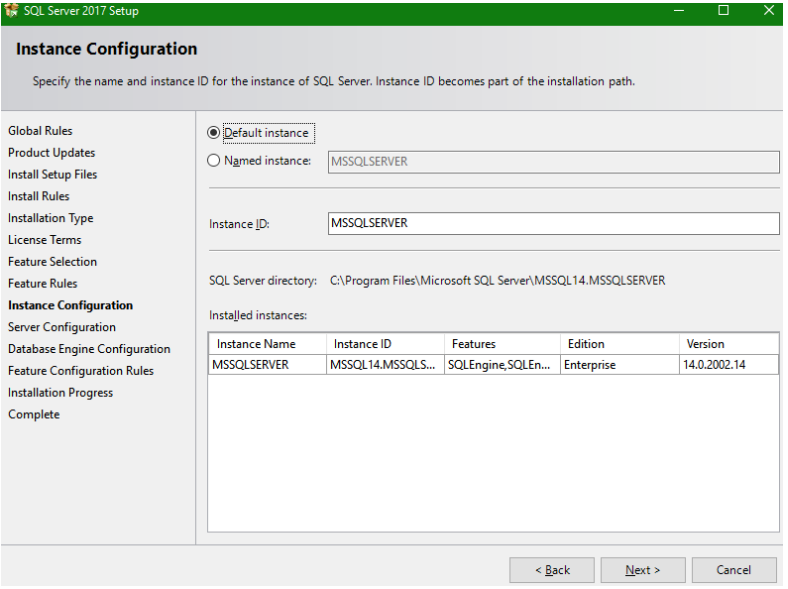 SQL Server 2017 Setup
Instance Configuration
Specify the name and instance ID for the instance of SQL Server. Instance ID becomes part of the installation path.
Global Rules
Product Updates
Install Setup Files
Install Rules
Installation Type
License Terms
Feature Selection
Feature Rules
Instance Configuration
Server Configuration
Database Engine Configuration
Feature Configuration Rules
Installation Progress
Complete
Default instance
Named instance: MSSQLSERVER
Instance ID: MSSQLSERVER
SQL Server directory: C:\Program Files\Microsoft SQL Server\MSSQL14.MSSQLSERVER
Installed instances:
Instance Name Instance ID Features Edition Version
MSSQLSERVER MSSQL14.MSSQLS... SQLEngine,SQLEn... Enterprise 14.0.2002.14
< Back Next > Cancel